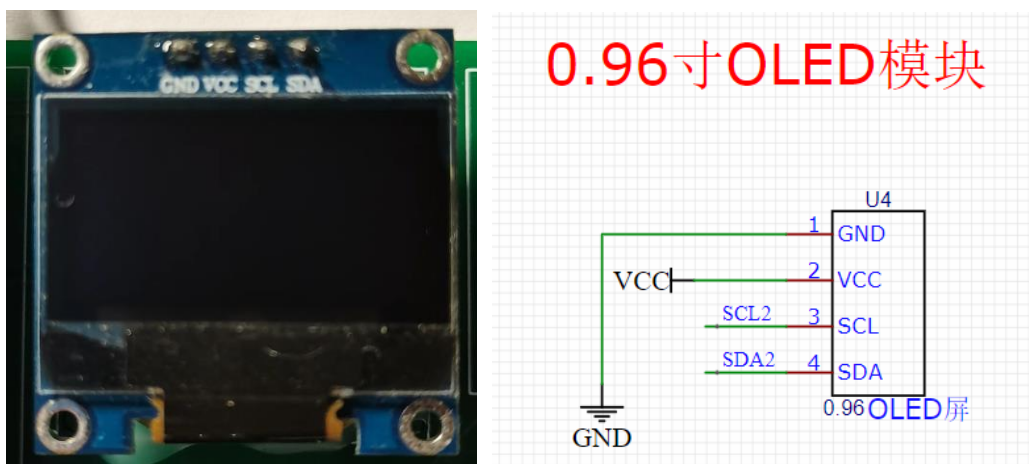 GND VCC SCL SDA
0.96寸OLED模块
U4
1 GND
VCC 2 VCC
SCL2 3 SCL
SDA2 4 SDA
0.96 OLED屏
GND